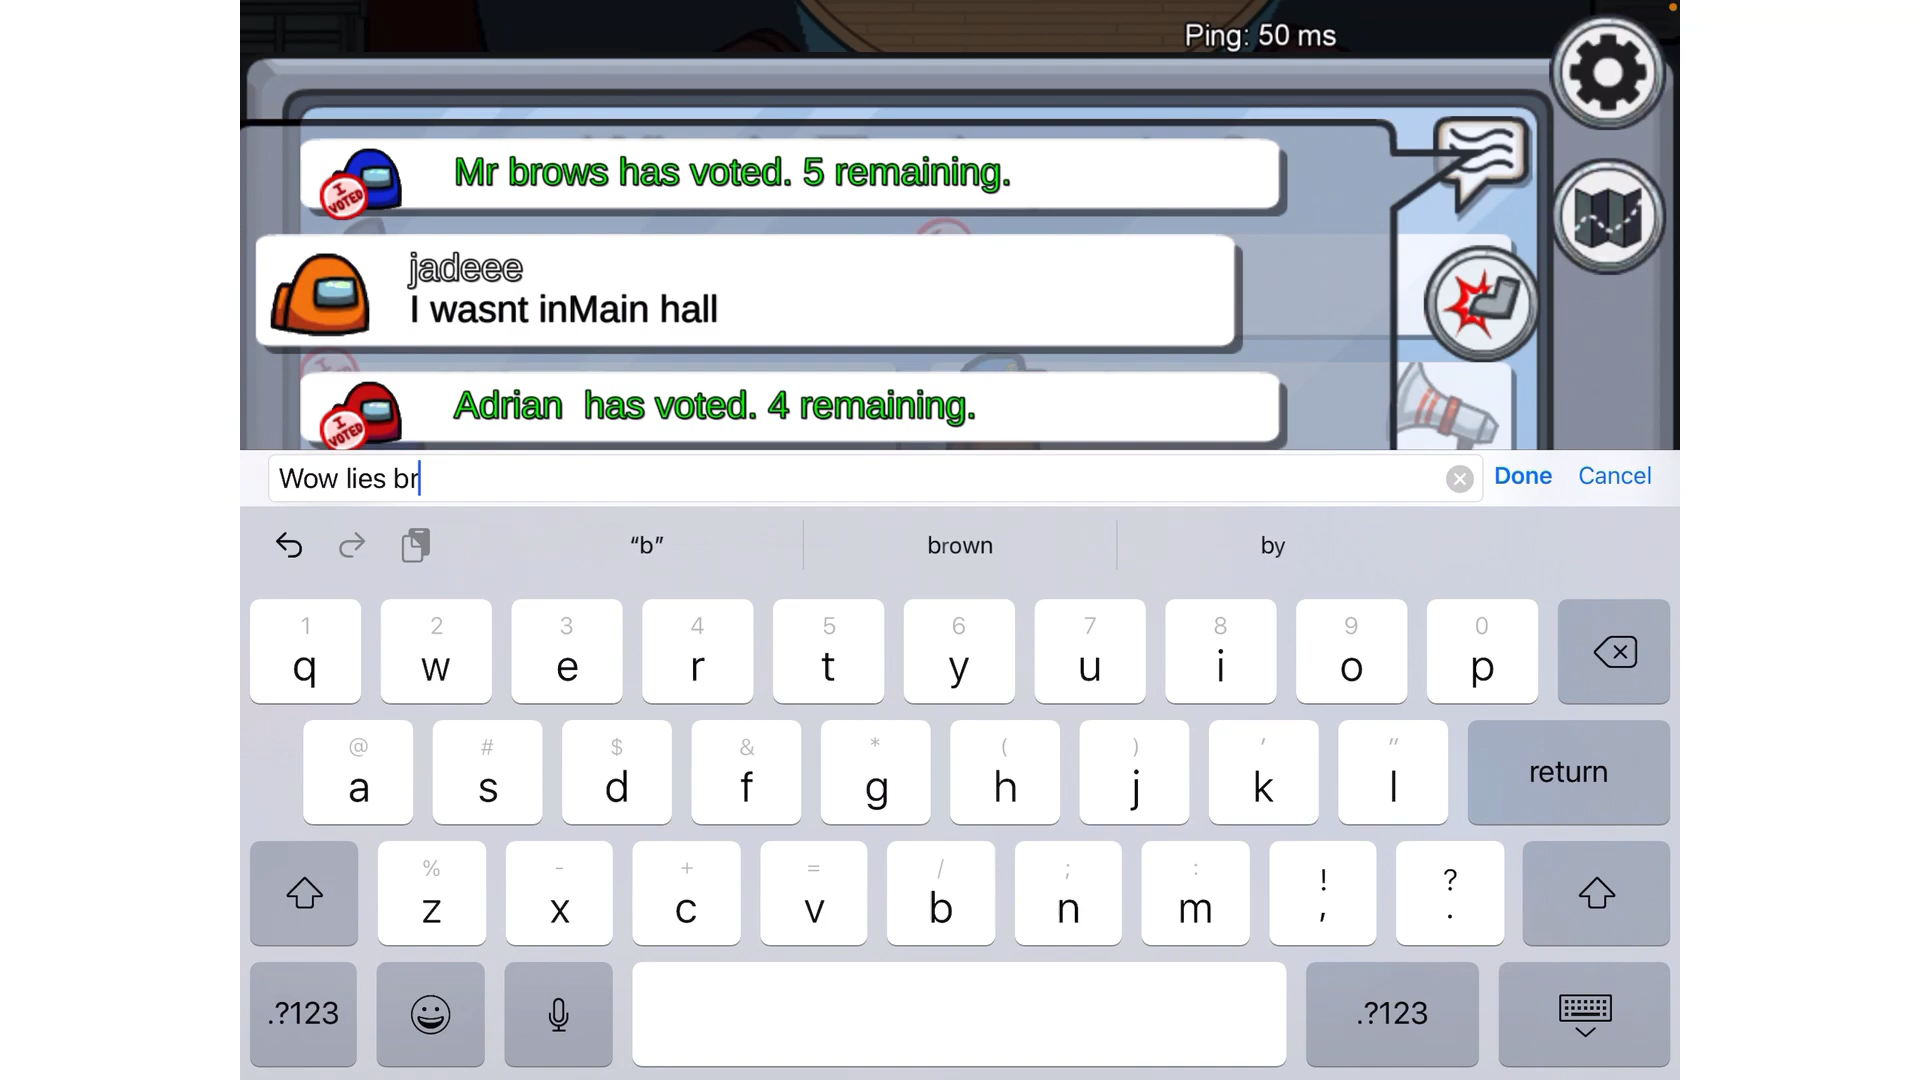 Ping: 50 ms
Mr brows has voted. 5 remaining.
I VOTED
jadeee
I wasnt inMain hall
Adrian  has voted. 4 remaining.
I VOTED
Wow lies br
Done Cancel
“b” brown by
1 2 3 4 5 6 7 8 9 0
q w e r t y u i o p
@ # $ & * ( ) ' "
a s d f g h j k l return
% - + = / ; : ! ?
z x c v b n m , .
.?123 .?123